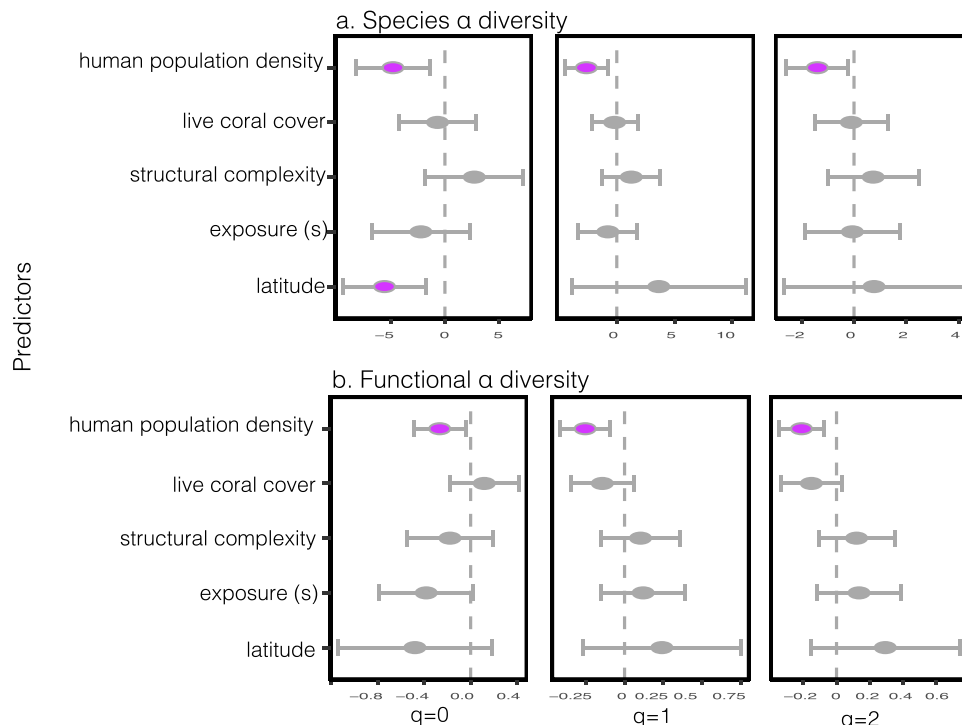 a. Species α diversity
human population density
live coral cover
structural complexity
exposure (s)
latitude
−5 0 5
0 5 10
−2 0 2 4
Predictors
b. Functional α diversity
human population density
live coral cover
structural complexity
exposure (s)
latitude
−0.8 −0.4 0.0 0.4
−0.25 0 0.25 0.5 0.75
−0.2 0 0.2 0.4 0.6
q=0 q=1 q=2